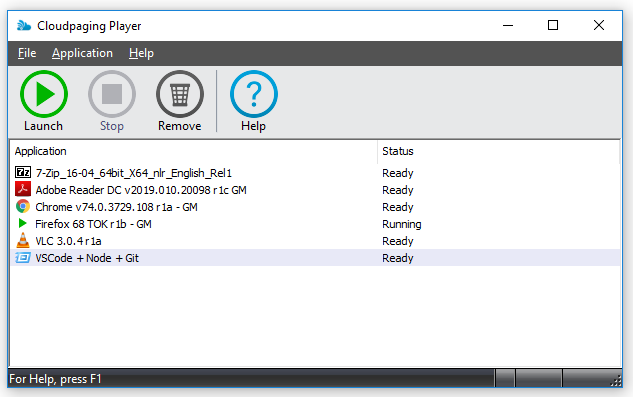 Cloudpaging Player
File Application Help
Launch Stop Remove Help
Application Status
7-Zip_16-04_64bit_X64_nlr_English_Rel1 Ready
Adobe Reader DC v2019.010.20098 r1c GM Ready
Chrome v74.0.3729.108 r1a - GM Ready
Firefox 68 TOK r1b - GM Running
VLC 3.0.4 r1a Ready
VSCode + Node + Git Ready
For Help, press F1